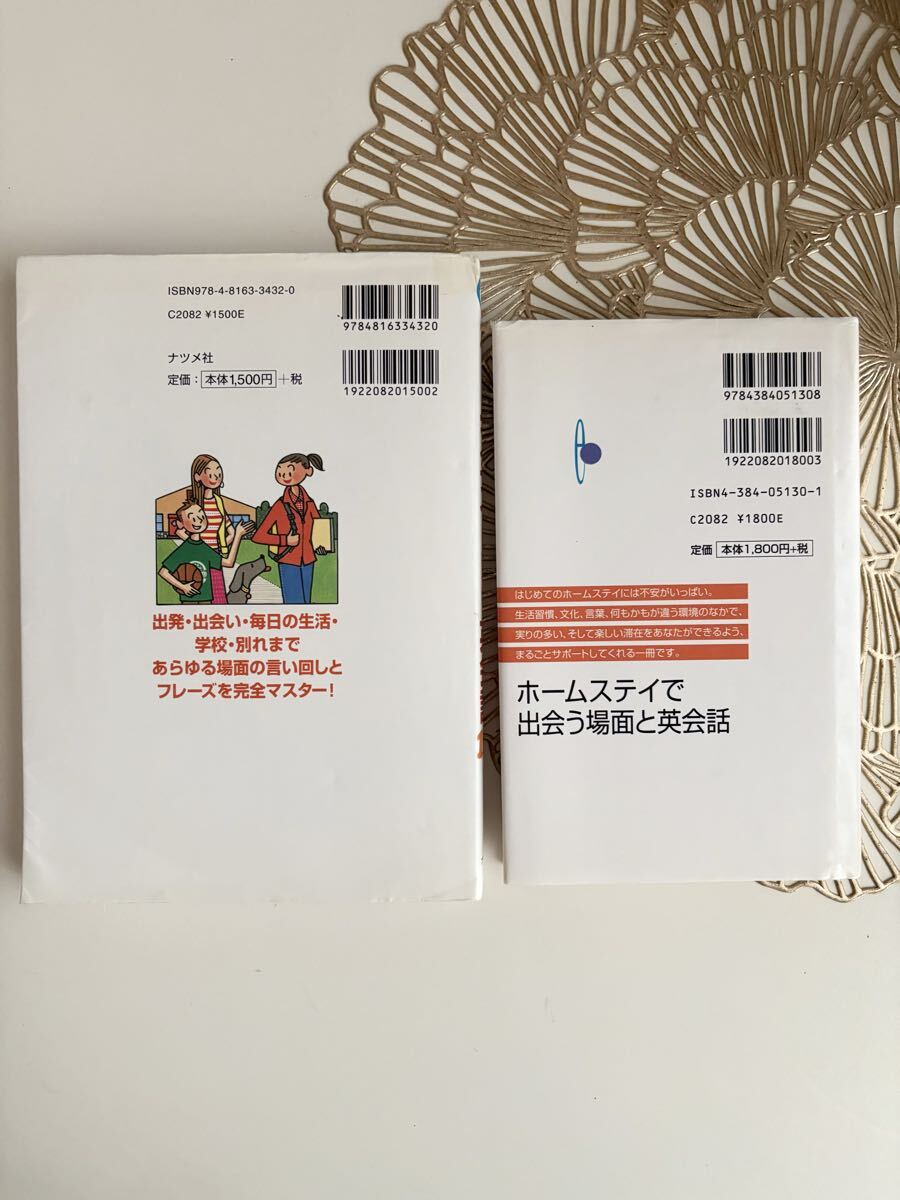 ISBN978-4-8163-3432-0
C2082 ¥1500E
9784816334320
ナツメ社
定価：本体1,500円＋税
1922082015002
出発・出会い・毎日の生活・
学校・別れまで
あらゆる場面の言い回しと
フレーズを完全マスター！
9784384051308
1922082018003
ISBN4-384-05130-1
C2082 ¥1800E
定価 本体1,800円+税
はじめてのホームステイには不安がいっぱい。
生活習慣、文化、言葉、何もかもが違う環境のなかで、
実りの多い、そして楽しい滞在をあなたができるよう、
まるごとサポートしてくれる一冊です。
ホームステイで
出会う場面と英会話